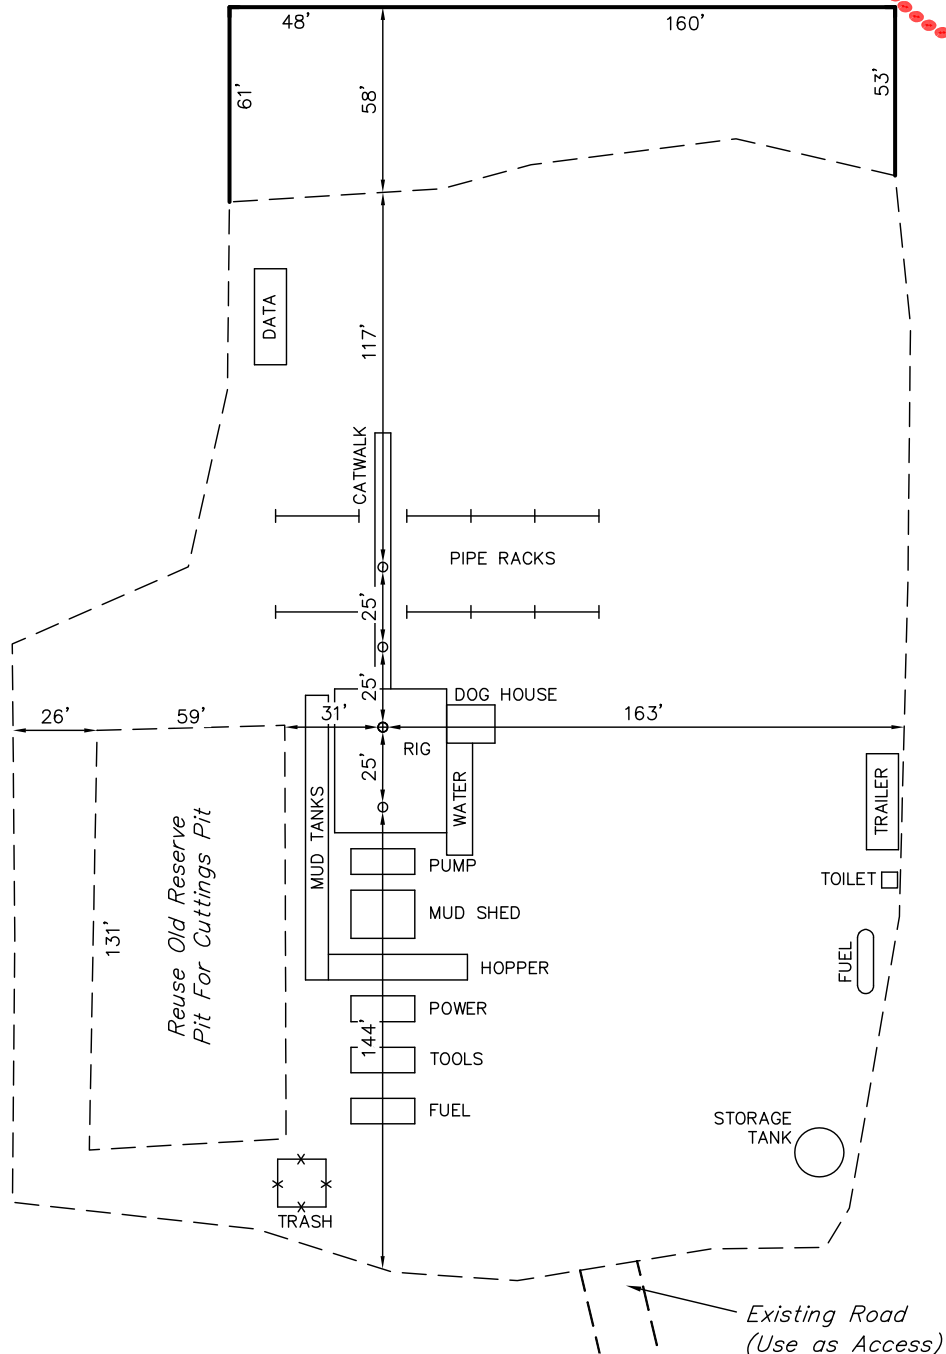 48'
160'
61'
58'
53'
DATA
117'
CATWALK
PIPE RACKS
25'
25'
DOG HOUSE
26'
59'
31'
163'
RIG
25'
MUD TANKS
WATER
TRAILER
Reuse Old Reserve
Pit For Cuttings Pit
PUMP
TOILET
131'
MUD SHED
FUEL
HOPPER
POWER
144'
TOOLS
FUEL
STORAGE
TANK
TRASH
Existing Road
(Use as Access)